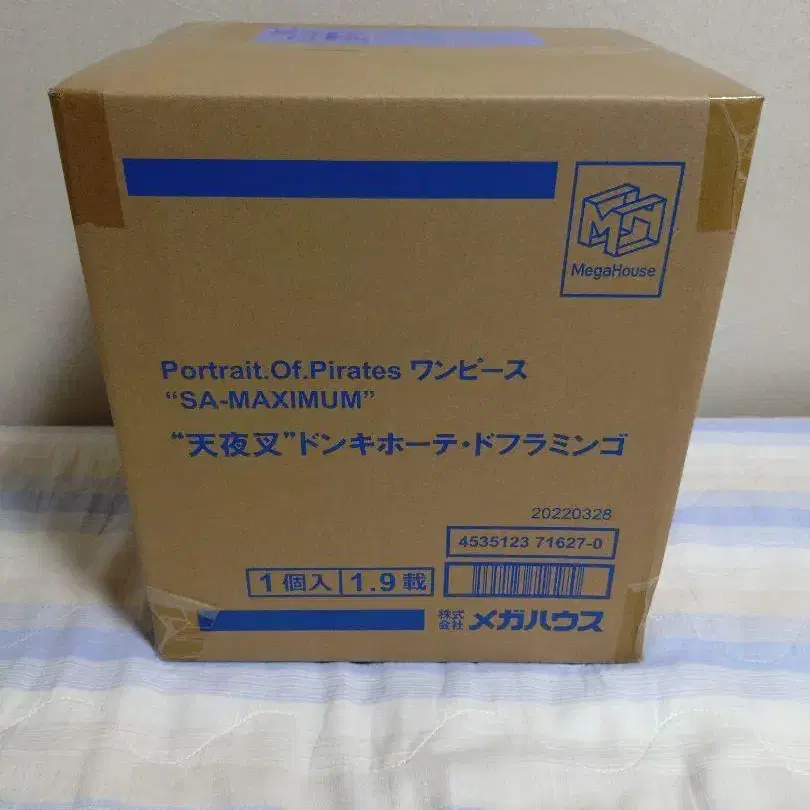 MegaHouse
Portrait.Of.Pirates ワンピース
“SA-MAXIMUM”
“天夜叉”ドンキホーテ・ドフラミンゴ
20220328
4535123 71627-0
1個入 1.9載
株式会社 メガハウス